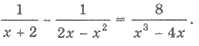 1/(x + 2) - 1/(2x - x²) = 8/(x³ - 4x).